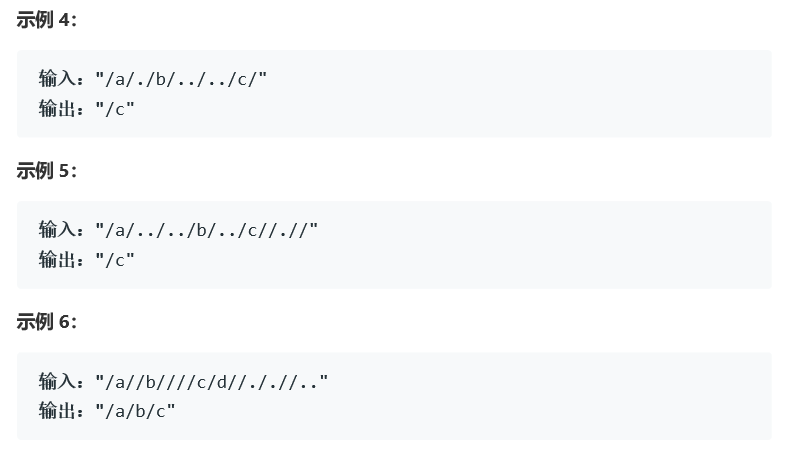 示例 4：
输入："/a/./b/../../c/"
输出："/c"
示例 5：
输入："/a/../../b/../c//.//"
输出："/c"
示例 6：
输入："/a//b////c/d//././/.."
输出："/a/b/c"